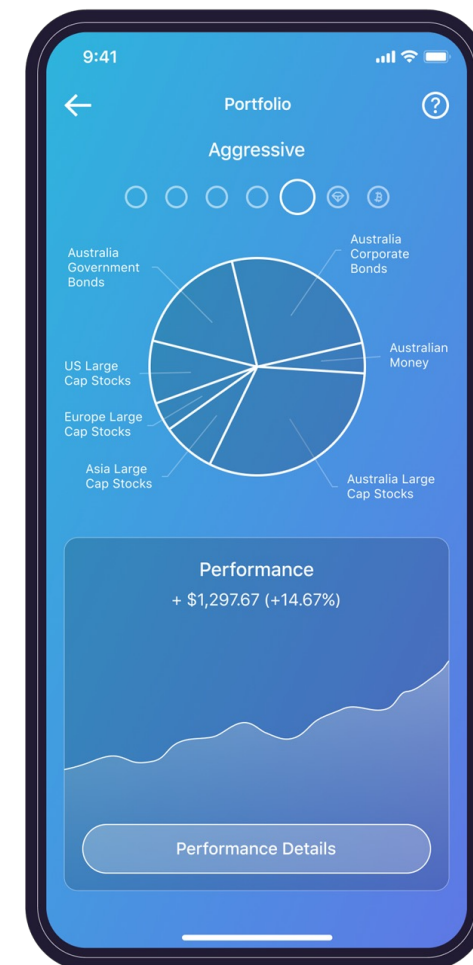 9:41
Portfolio
?
Aggressive
Australia
Government
Bonds
Australia
Corporate
Bonds
US Large
Cap Stocks
Australian
Money
Europe Large
Cap Stocks
Asia Large
Cap Stocks
Australia Large
Cap Stocks
Performance
+ $1,297.67 (+14.67%)
Performance Details